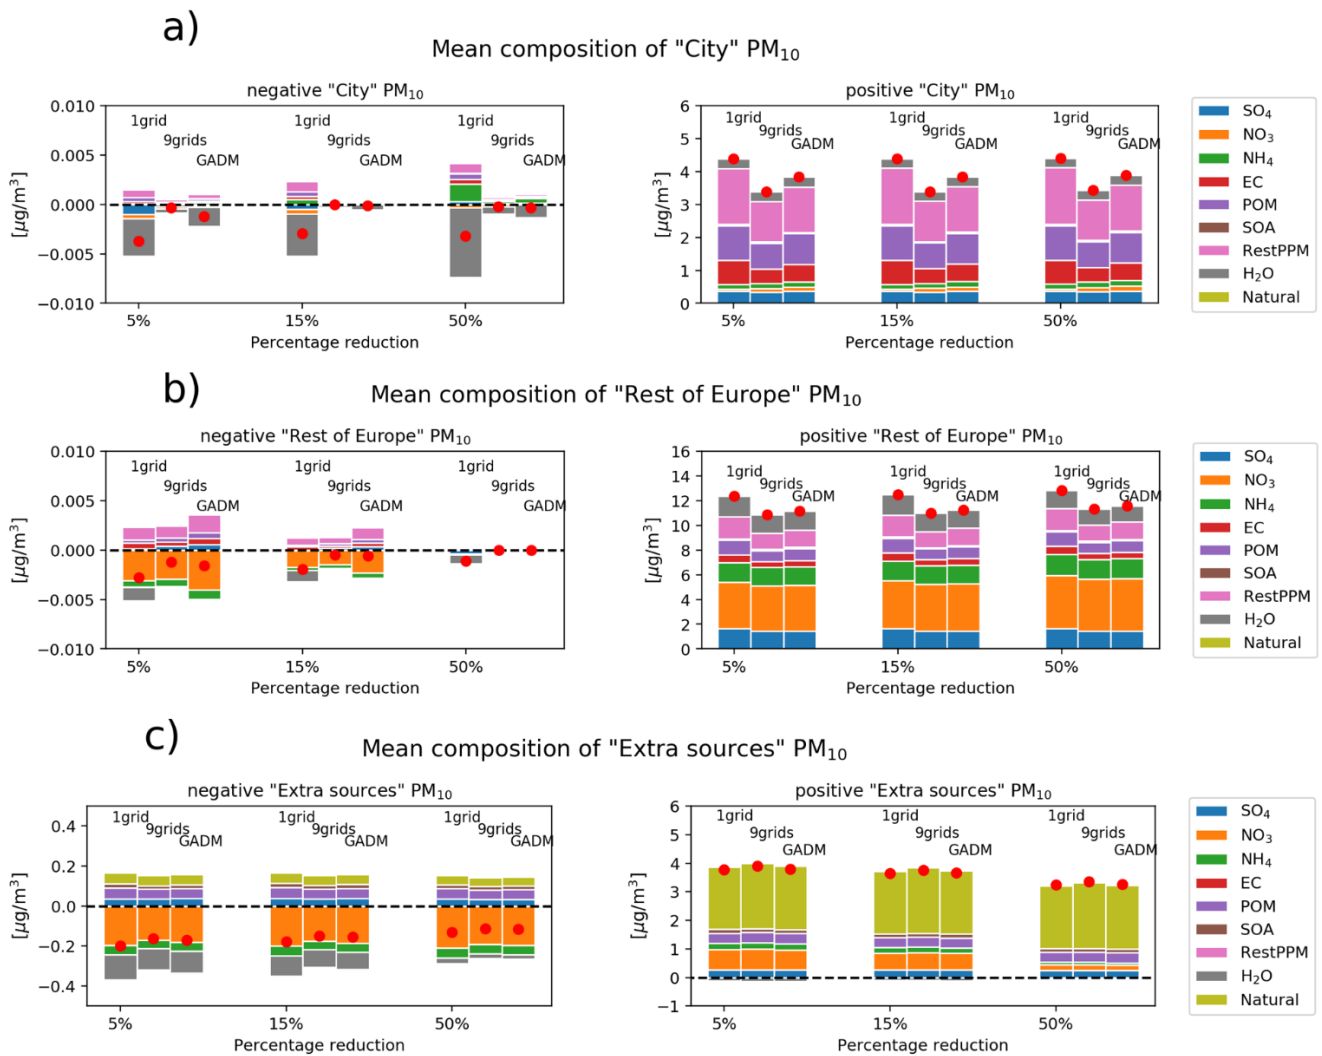 a)
Mean composition of "City" PM₁₀
negative "City" PM₁₀
0.010
0.005
0.000
−0.005
−0.010
[µg/m³]
1grid
9grids
GADM
1grid
9grids
GADM
1grid
9grids
GADM
5%
15%
50%
Percentage reduction
positive "City" PM₁₀
6
5
4
3
2
1
0
[µg/m³]
1grid
9grids
GADM
1grid
9grids
GADM
1grid
9grids
GADM
5%
15%
50%
Percentage reduction
SO₄
NO₃
NH₄
EC
POM
SOA
RestPPM
H₂O
Natural
b)
Mean composition of "Rest of Europe" PM₁₀
negative "Rest of Europe" PM₁₀
0.010
0.005
0.000
−0.005
−0.010
[µg/m³]
1grid
9grids
GADM
1grid
9grids
GADM
1grid
9grids
GADM
5%
15%
50%
Percentage reduction
positive "Rest of Europe" PM₁₀
16
14
12
10
8
6
4
2
0
[µg/m³]
1grid
9grids
GADM
1grid
9grids
GADM
1grid
9grids
GADM
5%
15%
50%
Percentage reduction
SO₄
NO₃
NH₄
EC
POM
SOA
RestPPM
H₂O
Natural
c)
Mean composition of "Extra sources" PM₁₀
negative "Extra sources" PM₁₀
0.4
0.2
0.0
−0.2
−0.4
[µg/m³]
1grid
9grids
GADM
1grid
9grids
GADM
1grid
9grids
GADM
5%
15%
50%
Percentage reduction
positive "Extra sources" PM₁₀
6
5
4
3
2
1
0
−1
[µg/m³]
1grid
9grids
GADM
1grid
9grids
GADM
1grid
9grids
GADM
5%
15%
50%
Percentage reduction
SO₄
NO₃
NH₄
EC
POM
SOA
RestPPM
H₂O
Natural